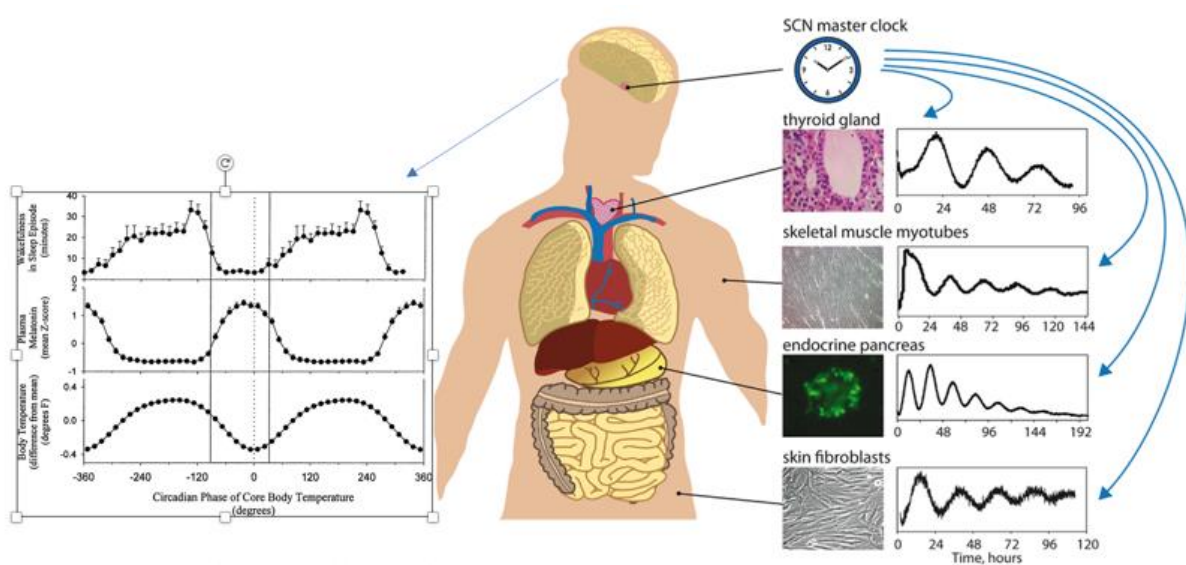 Wakefulness
in Sleep Episode
(minutes)
40
30
20
10
0
Plasma
Melatonin
(mean Z-score)
2
1
0
-1
Body Temperature
(difference from mean)
(degrees F)
0.4
0.0
-0.4
-360 -240 -120 0 120 240 360
Circadian Phase of Core Body Temperature
(degrees)
SCN master clock
12
9 3
6
thyroid gland
0 24 48 72 96
skeletal muscle myotubes
0 24 48 72 96 120 144
endocrine pancreas
0 48 96 144 192
skin fibroblasts
0 24 48 72 96 120
Time, hours